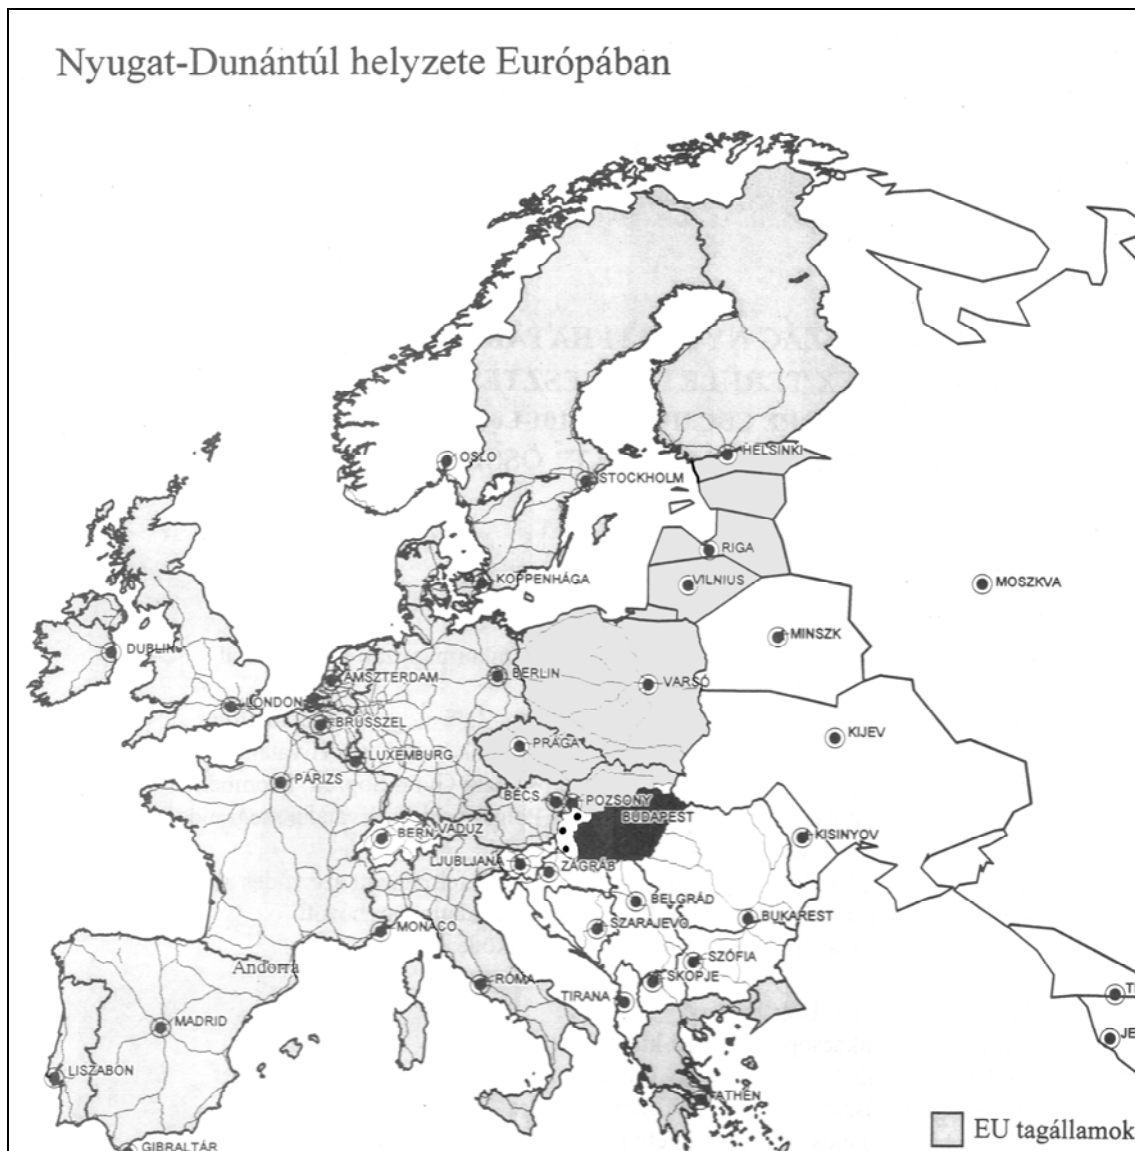 Nyugat-Dunántúl helyzete Európában
OSLO
HELSINKI
STOCKHOLM
RIGA
KOPPENHÁGA
VILNIUS
MOSZKVA
MINSZK
DUBLIN
BERLIN
AMSZTERDAM
VARSÓ
LONDON
BRÜSSZEL
KIJEV
PRÁGA
LUXEMBURG
PÁRIZS
BÉCS
POZSONY
BUDAPEST
VADUZ
BERN
KISINYOV
LJUBLJANA
ZÁGRÁB
BELGRÁD
BUKAREST
MONACO
SZARAJEVO
SZÓFIA
Andorra
RÓMA
SKOPJE
TIRANA
MADRID
LISZABON
ATHÉN
EU tagállamok
GIBRALTÁR